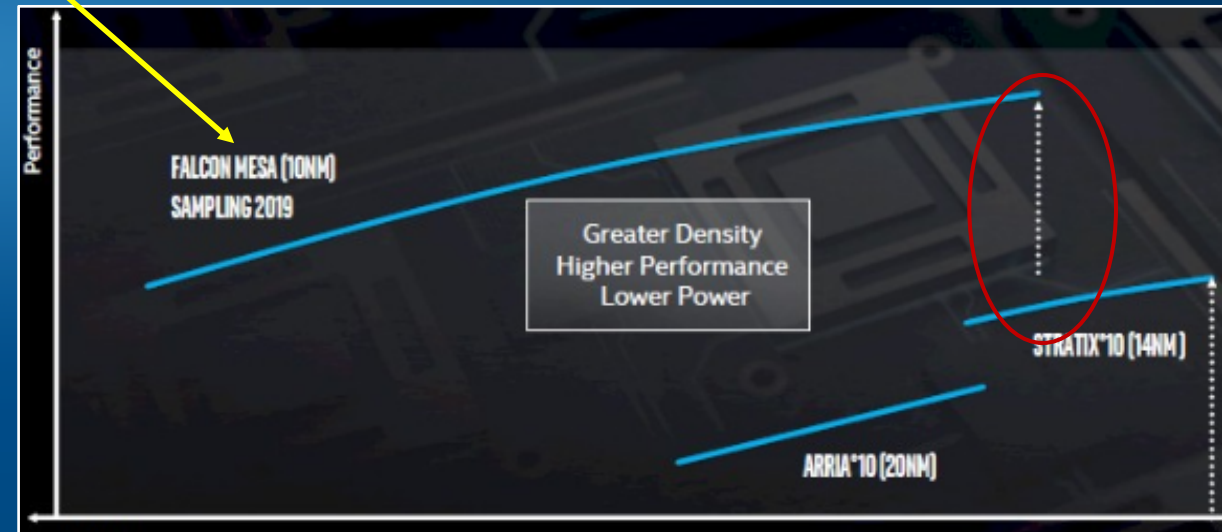 Performance
FALCON MESA (10NM)
SAMPLING 2019
Greater Density
Higher Performance
Lower Power
STRATIX®10 (14NM)
ARRIA®10 (20NM)